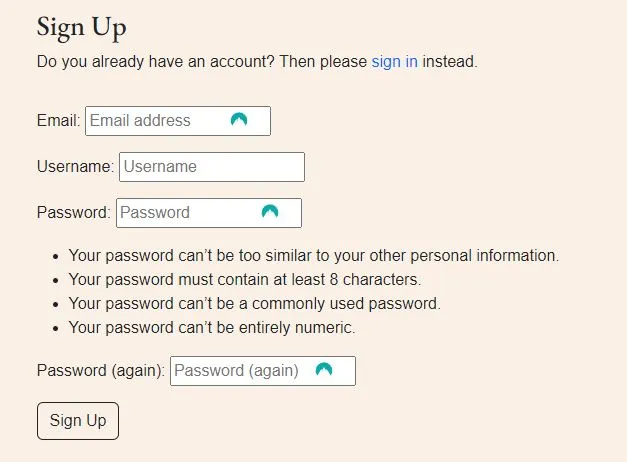 Sign Up
Do you already have an account? Then please sign in instead.
Email: Email address
Username: Username
Password: Password
• Your password can’t be too similar to your other personal information.
• Your password must contain at least 8 characters.
• Your password can’t be a commonly used password.
• Your password can’t be entirely numeric.
Password (again): Password (again)
Sign Up